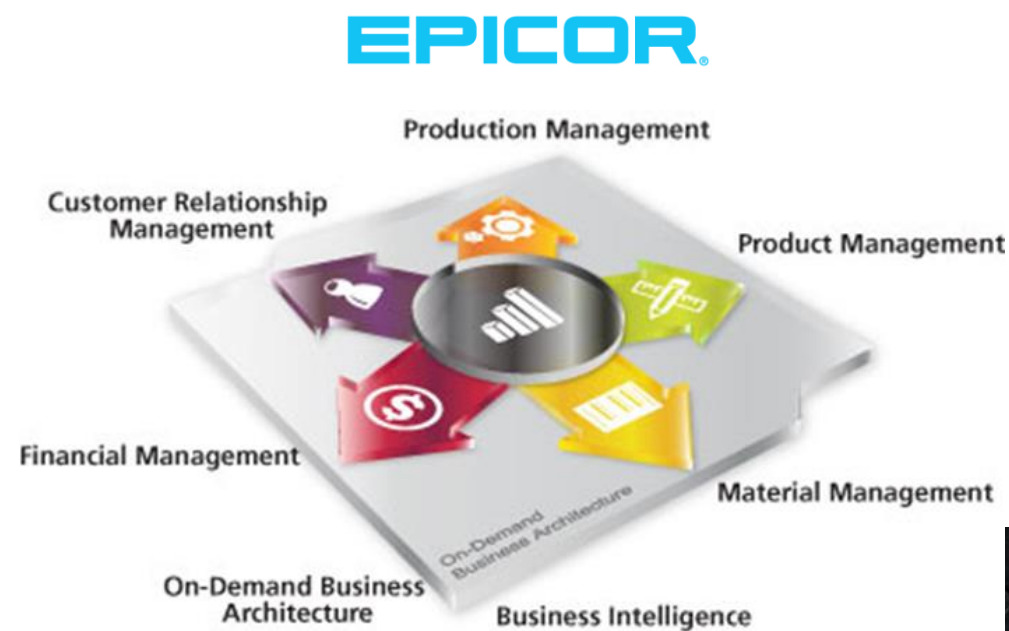 EPICOR®
Production Management
Customer Relationship
Management
Product Management
Financial Management
Material Management
On-Demand
Business Architecture
On-Demand Business
Architecture
Business Intelligence